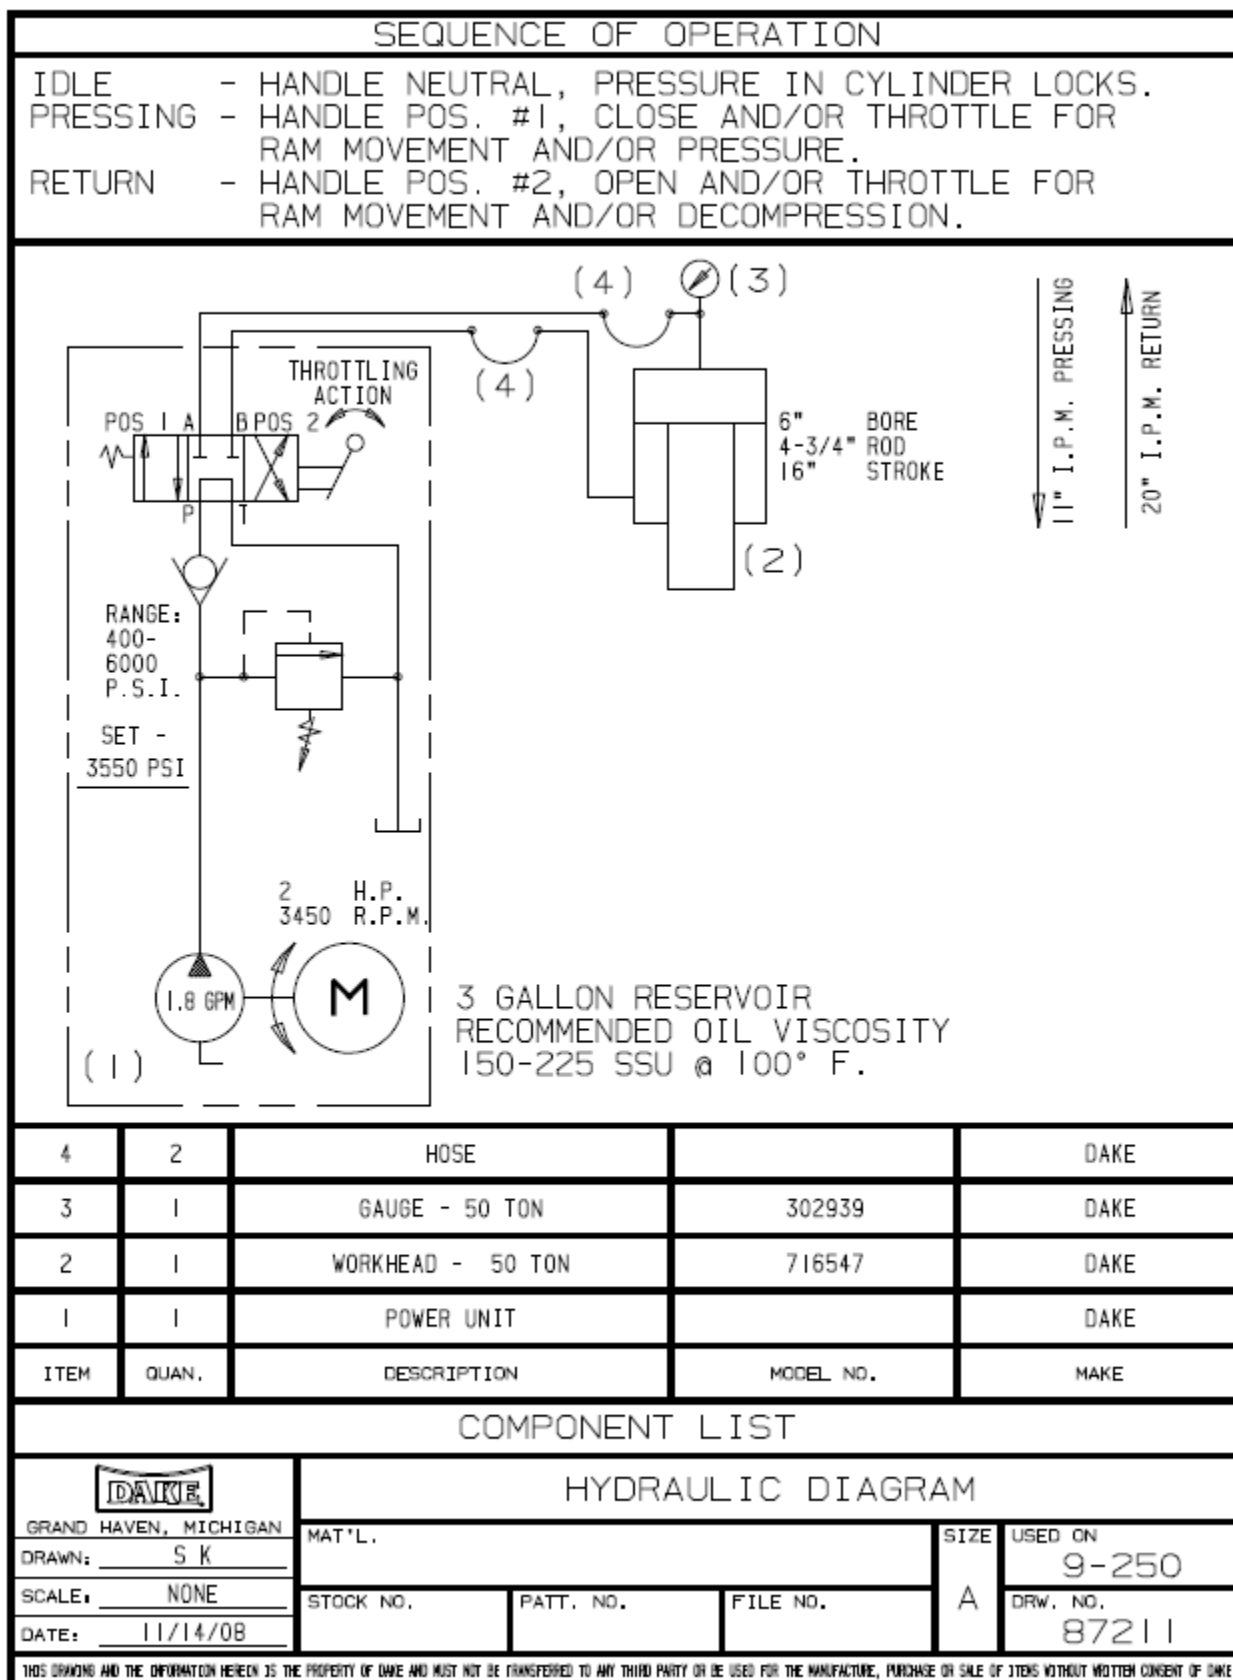 SEQUENCE OF OPERATION
IDLE - HANDLE NEUTRAL, PRESSURE IN CYLINDER LOCKS.
PRESSING - HANDLE POS. #1, CLOSE AND/OR THROTTLE FOR
RAM MOVEMENT AND/OR PRESSURE.
RETURN - HANDLE POS. #2, OPEN AND/OR THROTTLE FOR
RAM MOVEMENT AND/OR DECOMPRESSION.
(4)
(3)
11" I.P.M. PRESSING
20" I.P.M. RETURN
(4)
THROTTLING
ACTION
POS 1 A B POS 2
6" BORE
4-3/4" ROD
16" STROKE
P T
(2)
RANGE:
400-
6000
P.S.I.
SET -
3550 PSI
2 H.P.
3450 R.P.M.
1.8 GPM
M
(1)
3 GALLON RESERVOIR
RECOMMENDED OIL VISCOSITY
150-225 SSU @ 100° F.
4 2 HOSE DAKE
3 1 GAUGE - 50 TON 302939 DAKE
2 1 WORKHEAD - 50 TON 716547 DAKE
1 1 POWER UNIT DAKE
ITEM QUAN. DESCRIPTION MODEL NO. MAKE
COMPONENT LIST
DAKE
GRAND HAVEN, MICHIGAN
DRAWN: S K
SCALE: NONE
DATE: 11/14/08
HYDRAULIC DIAGRAM
MAT'L.
SIZE
A
USED ON
9-250
STOCK NO.
PATT. NO.
FILE NO.
DRW. NO.
87211
THIS DRAWING AND THE INFORMATION HEREON IS THE PROPERTY OF DAKE AND MUST NOT BE TRANSFERRED TO ANY THIRD PARTY OR BE USED FOR THE MANUFACTURE, PURCHASE OR SALE OF ITEMS WITHOUT WRITTEN CONSENT OF DAKE